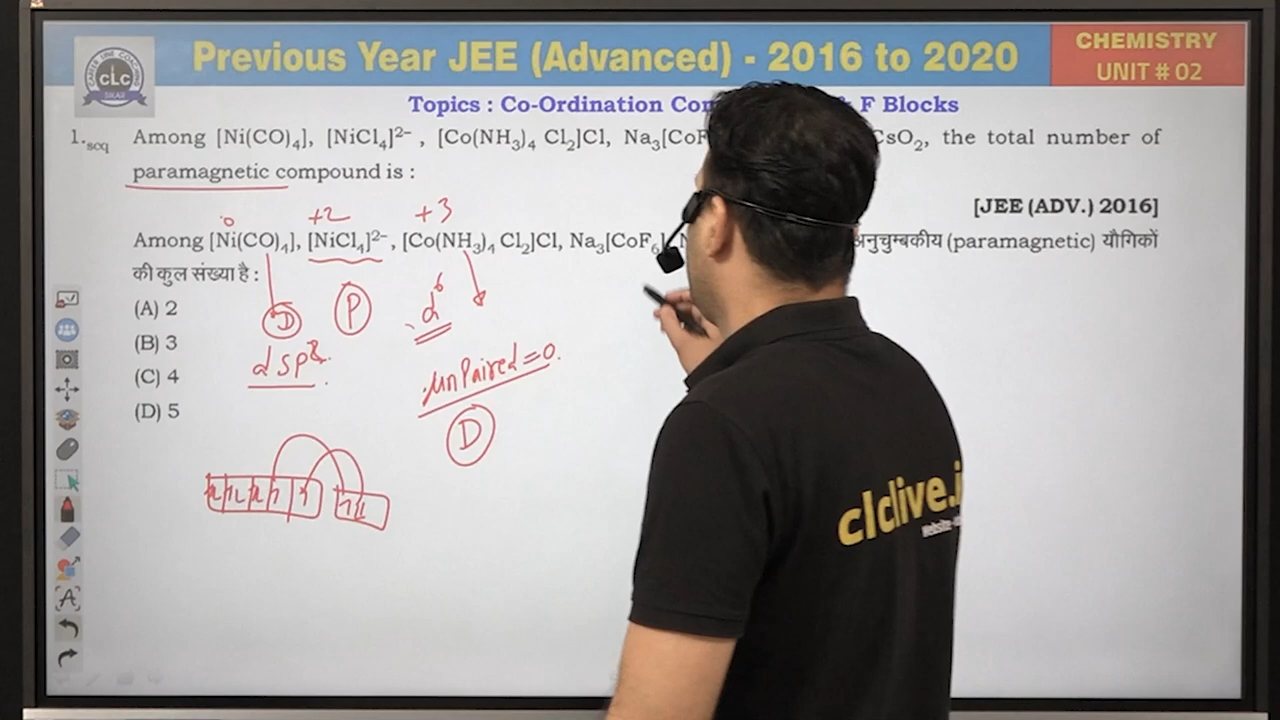 Previous Year JEE (Advanced) - 2016 to 2020
CHEMISTRY
UNIT # 02
CLC
SIKAR
Topics : Co-Ordination Com & F Blocks
1.scq Among [Ni(CO)₄], [NiCl₄]²⁻ , [Co(NH₃)₄ Cl₂]Cl, Na₃[CoF CsO₂, the total number of
paramagnetic compound is :
[JEE (ADV.) 2016]
0 +2 +3
Among [Ni(CO)₄], [NiCl₄]²⁻, [Co(NH₃)₄ Cl₂]Cl, Na₃[CoF₆], N अनुचुम्बकीय (paramagnetic) यौगिकों
की कुल संख्या है :
(A) 2
(B) 3
(C) 4
(D) 5
D P d⁶
dsp²
unPaired = 0.
D
clclive.i
Website